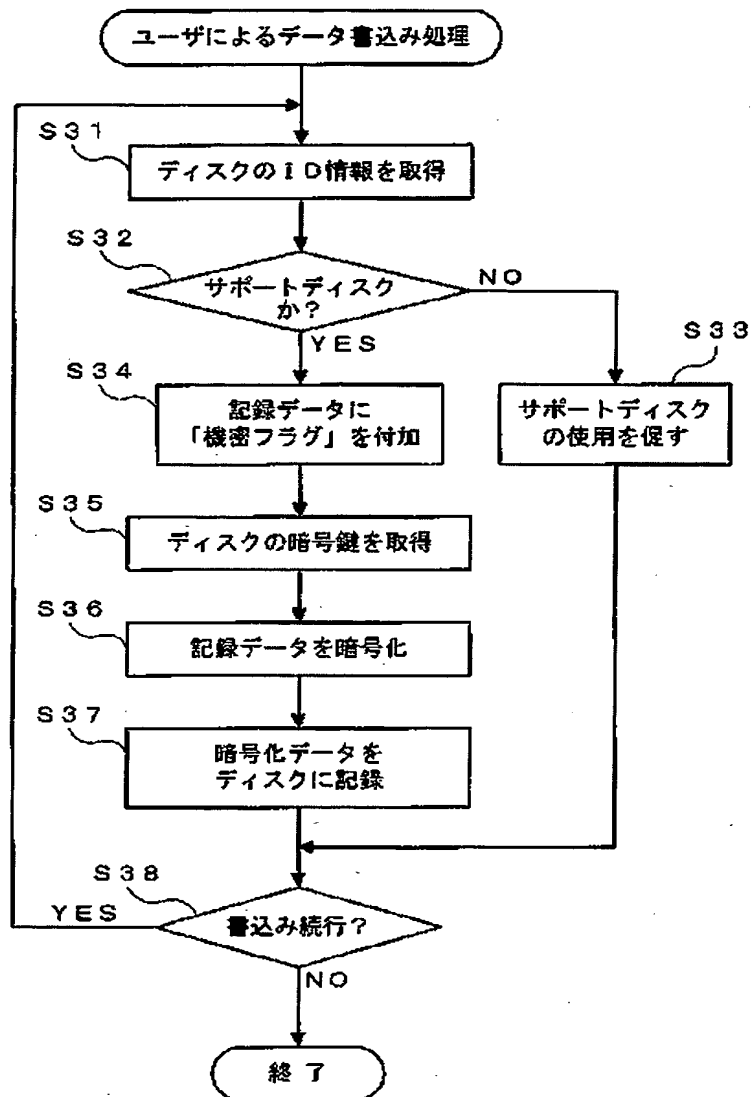 ユーザによるデータ書込み処理
S31
ディスクのID情報を取得
S32
サポートディスク
か?
NO
YES
S33
サポートディスク
の使用を促す
S34
記録データに
「機密フラグ」を付加
S35
ディスクの暗号鍵を取得
S36
記録データを暗号化
S37
暗号化データを
ディスクに記録
S38
YES
書込み続行?
NO
終了